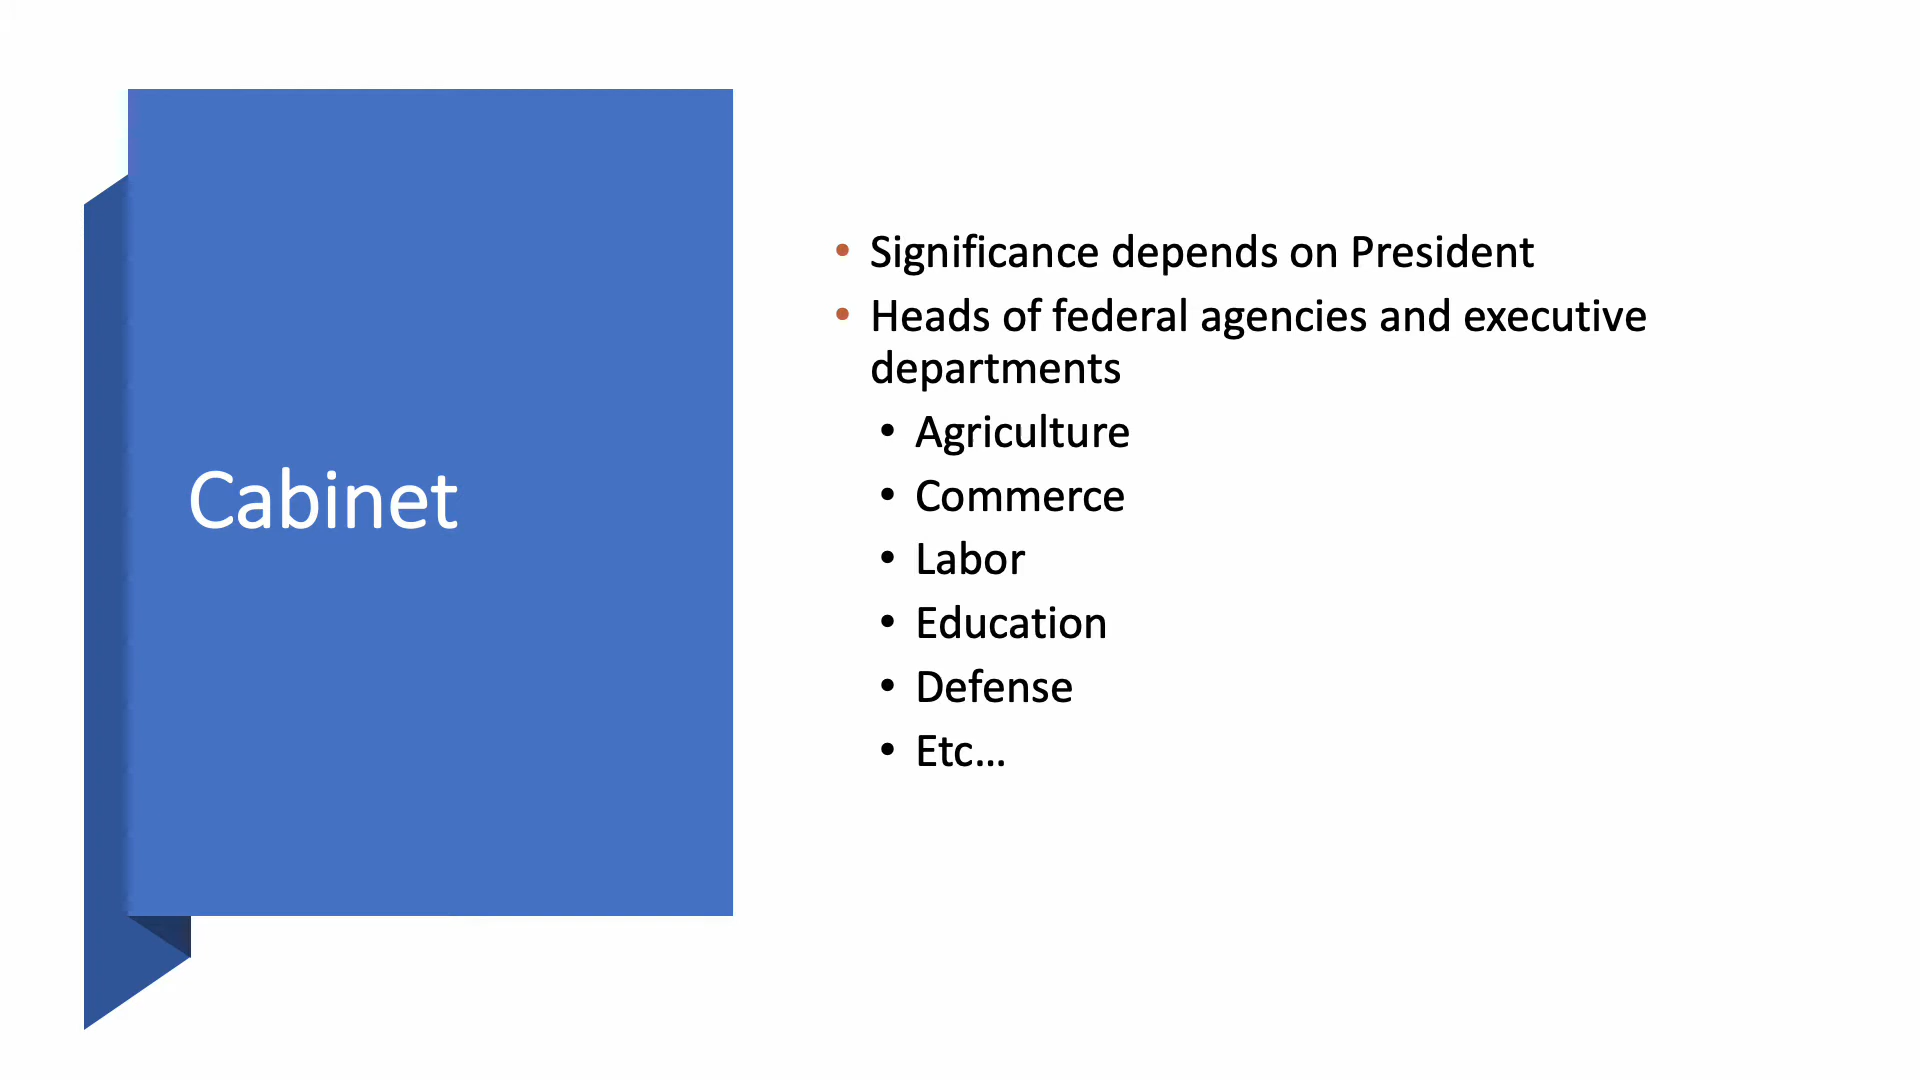 Cabinet
• Significance depends on President
• Heads of federal agencies and executive
departments
• Agriculture
• Commerce
• Labor
• Education
• Defense
• Etc…